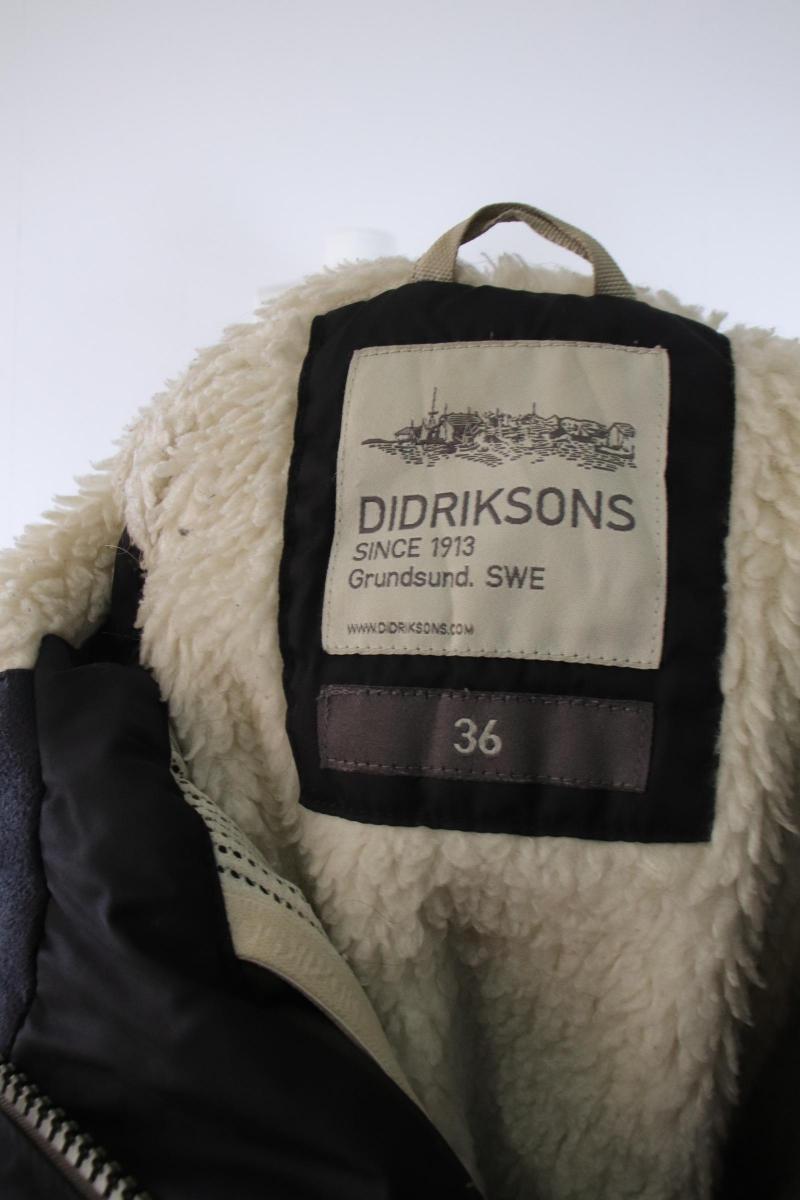 DIDRIKSONS
SINCE 1913
Grundsund. SWE
WWW.DIDRIKSONS.COM
36